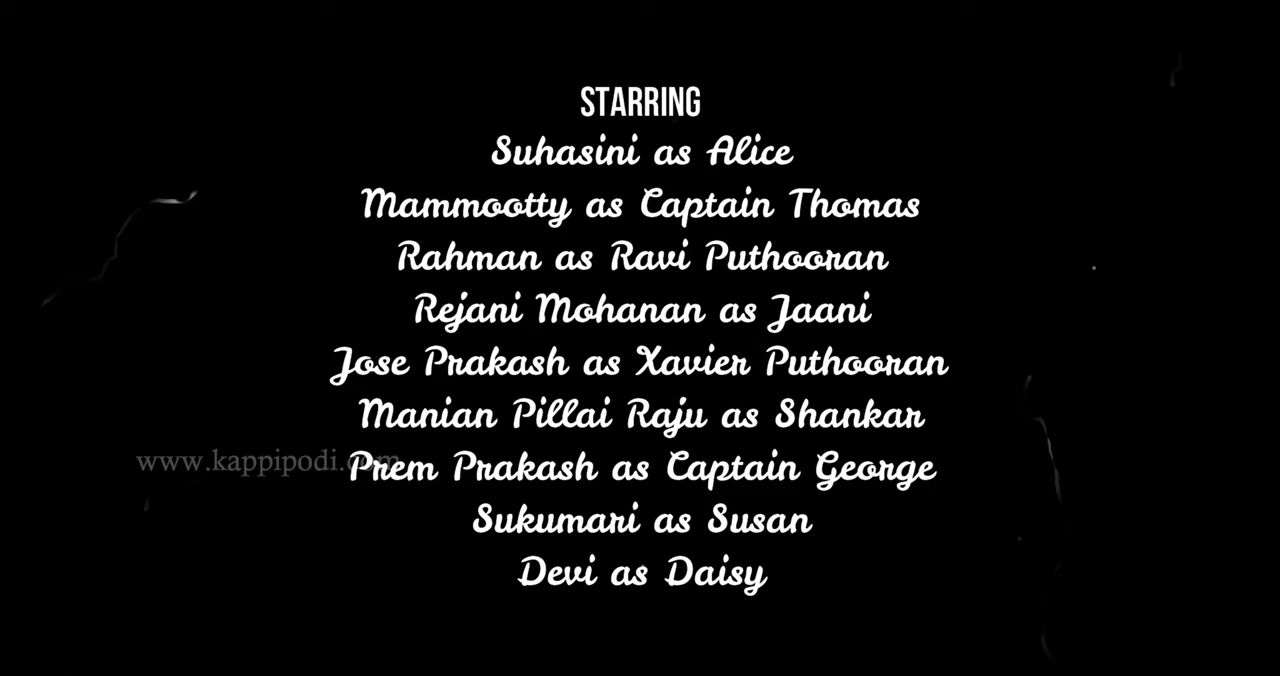 STARRING
Suhasini as Alice
Mammootty as Captain Thomas
Rahman as Ravi Puthooran
Rejani Mohanan as Jaani
Jose Prakash as Xavier Puthooran
Manian Pillai Raju as Shankar
www.kappipodi.com
Prem Prakash as Captain George
Sukumari as Susan
Devi as Daisy